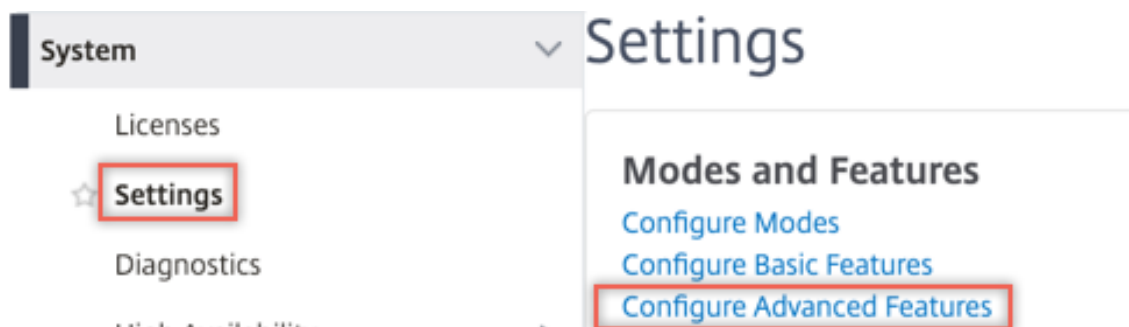 System
Licenses
Settings
Diagnostics
Settings
Modes and Features
Configure Modes
Configure Basic Features
Configure Advanced Features